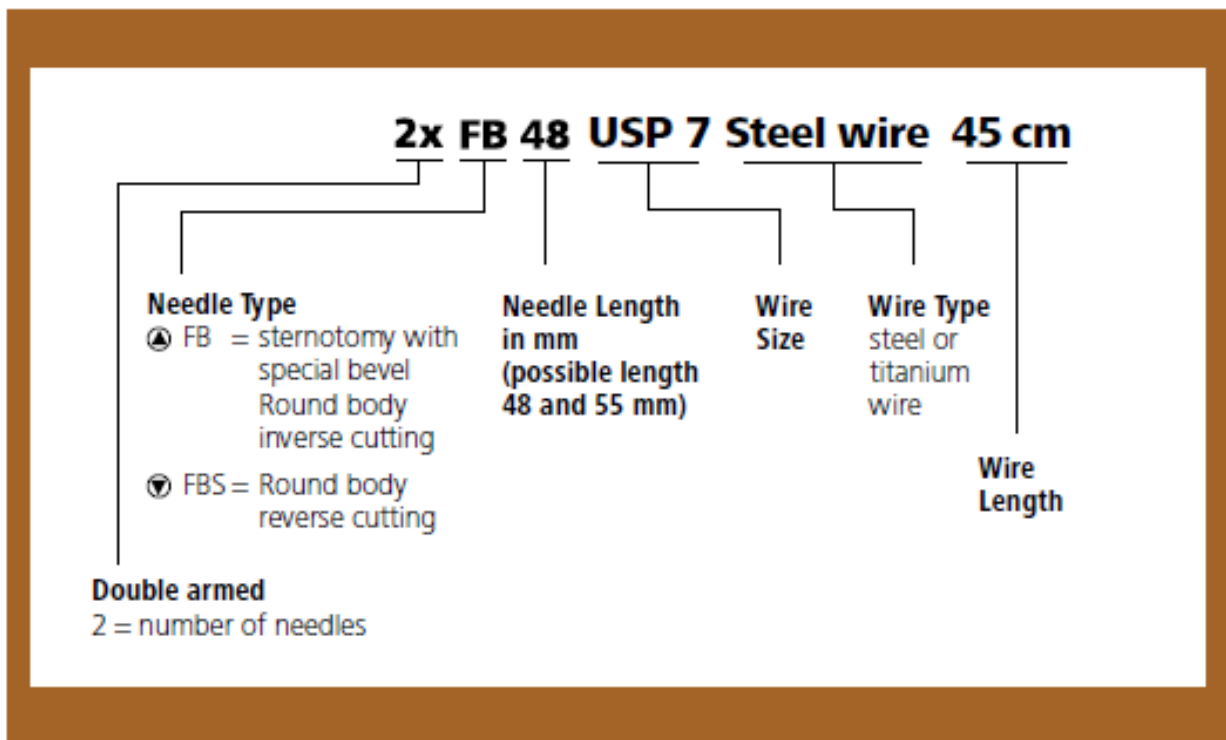 2x FB 48 USP 7 Steel wire 45 cm
Needle Type
FB = sternotomy with
special bevel
Round body
inverse cutting
FBS = Round body
reverse cutting
Needle Length
in mm
(possible length
48 and 55 mm)
Wire
Size
Wire Type
steel or
titanium
wire
Wire
Length
Double armed
2 = number of needles